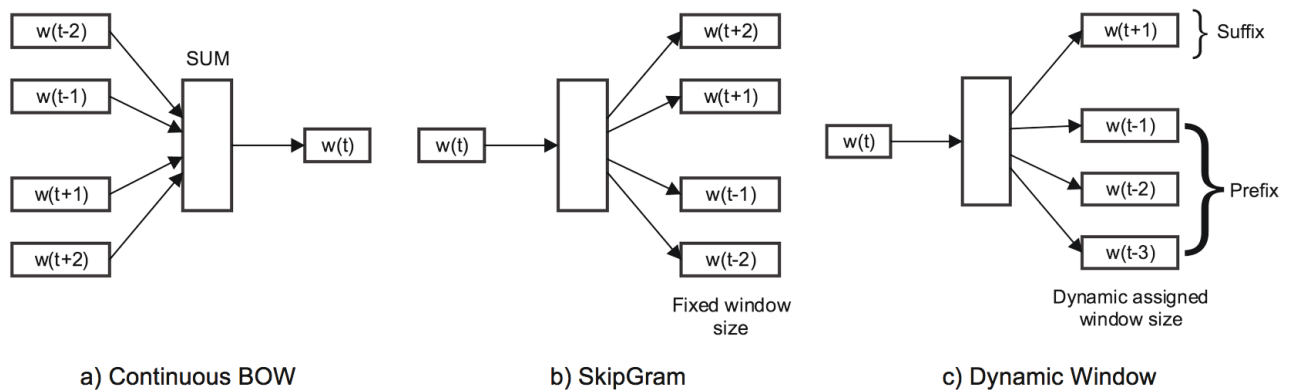 w(t-2)
SUM
w(t-1)
w(t+1)
w(t+2)
w(t)
a) Continuous BOW
w(t)
w(t+2)
w(t+1)
w(t-1)
w(t-2)
Fixed window
size
b) SkipGram
w(t)
w(t+1)
Suffix
w(t-1)
w(t-2)
w(t-3)
Prefix
Dynamic assigned
window size
c) Dynamic Window